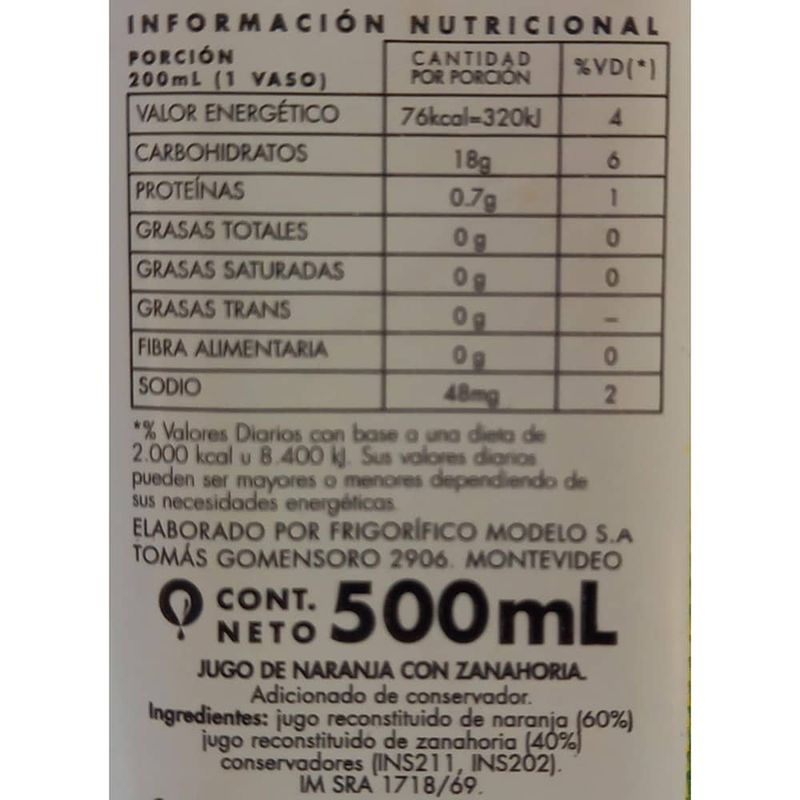 INFORMACIÓN NUTRICIONAL
PORCIÓN
200mL (1 VASO)
CANTIDAD
POR PORCIÓN
%VD(*)
VALOR ENERGÉTICO 76kcal=320kJ 4
CARBOHIDRATOS 18g 6
PROTEÍNAS 0.7g 1
GRASAS TOTALES 0g 0
GRASAS SATURADAS 0g 0
GRASAS TRANS 0g –
FIBRA ALIMENTARIA 0g 0
SODIO 48mg 2
*% Valores Diarios con base a una dieta de
2.000 kcal u 8.400 kJ. Sus valores diarios
pueden ser mayores o menores dependiendo de
sus necesidades energéticas.
ELABORADO POR FRIGORÍFICO MODELO S.A
TOMÁS GOMENSORO 2906. MONTEVIDEO
CONT.
NETO 500mL
JUGO DE NARANJA CON ZANAHORIA.
Adicionado de conservador.
Ingredientes: jugo reconstituido de naranja (60%)
jugo reconstituido de zanahoria (40%)
conservadores (INS211, INS202).
IM SRA 1718/69.